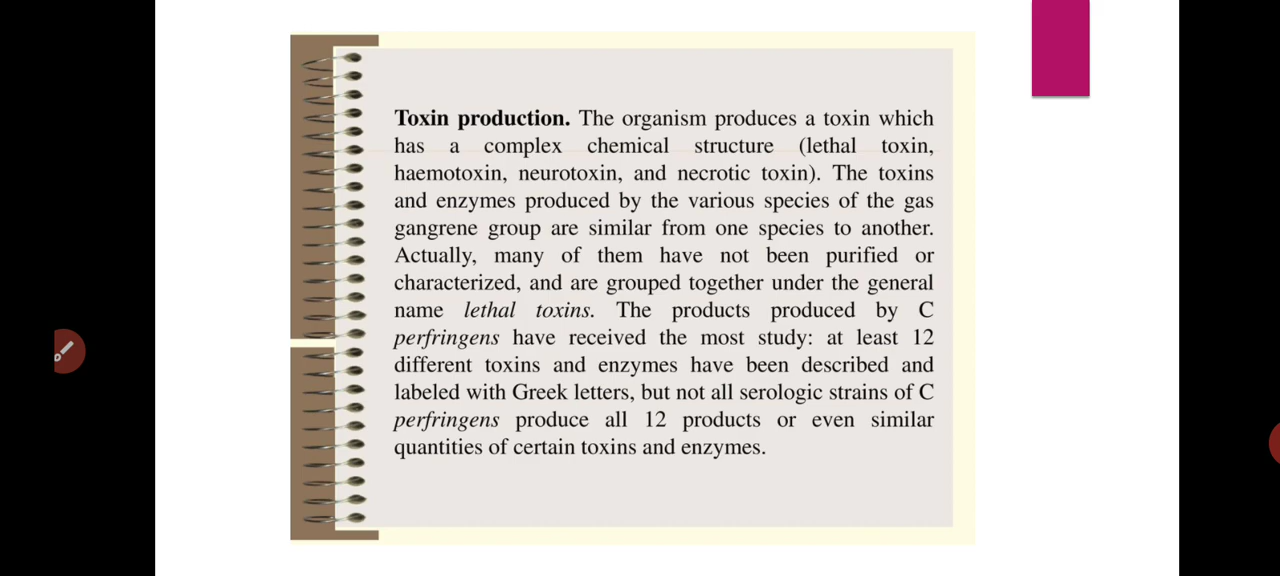 Toxin production. The organism produces a toxin which
has a complex chemical structure (lethal toxin,
haemotoxin, neurotoxin, and necrotic toxin). The toxins
and enzymes produced by the various species of the gas
gangrene group are similar from one species to another.
Actually, many of them have not been purified or
characterized, and are grouped together under the general
name lethal toxins. The products produced by C
perfringens have received the most study: at least 12
different toxins and enzymes have been described and
labeled with Greek letters, but not all serologic strains of C
perfringens produce all 12 products or even similar
quantities of certain toxins and enzymes.